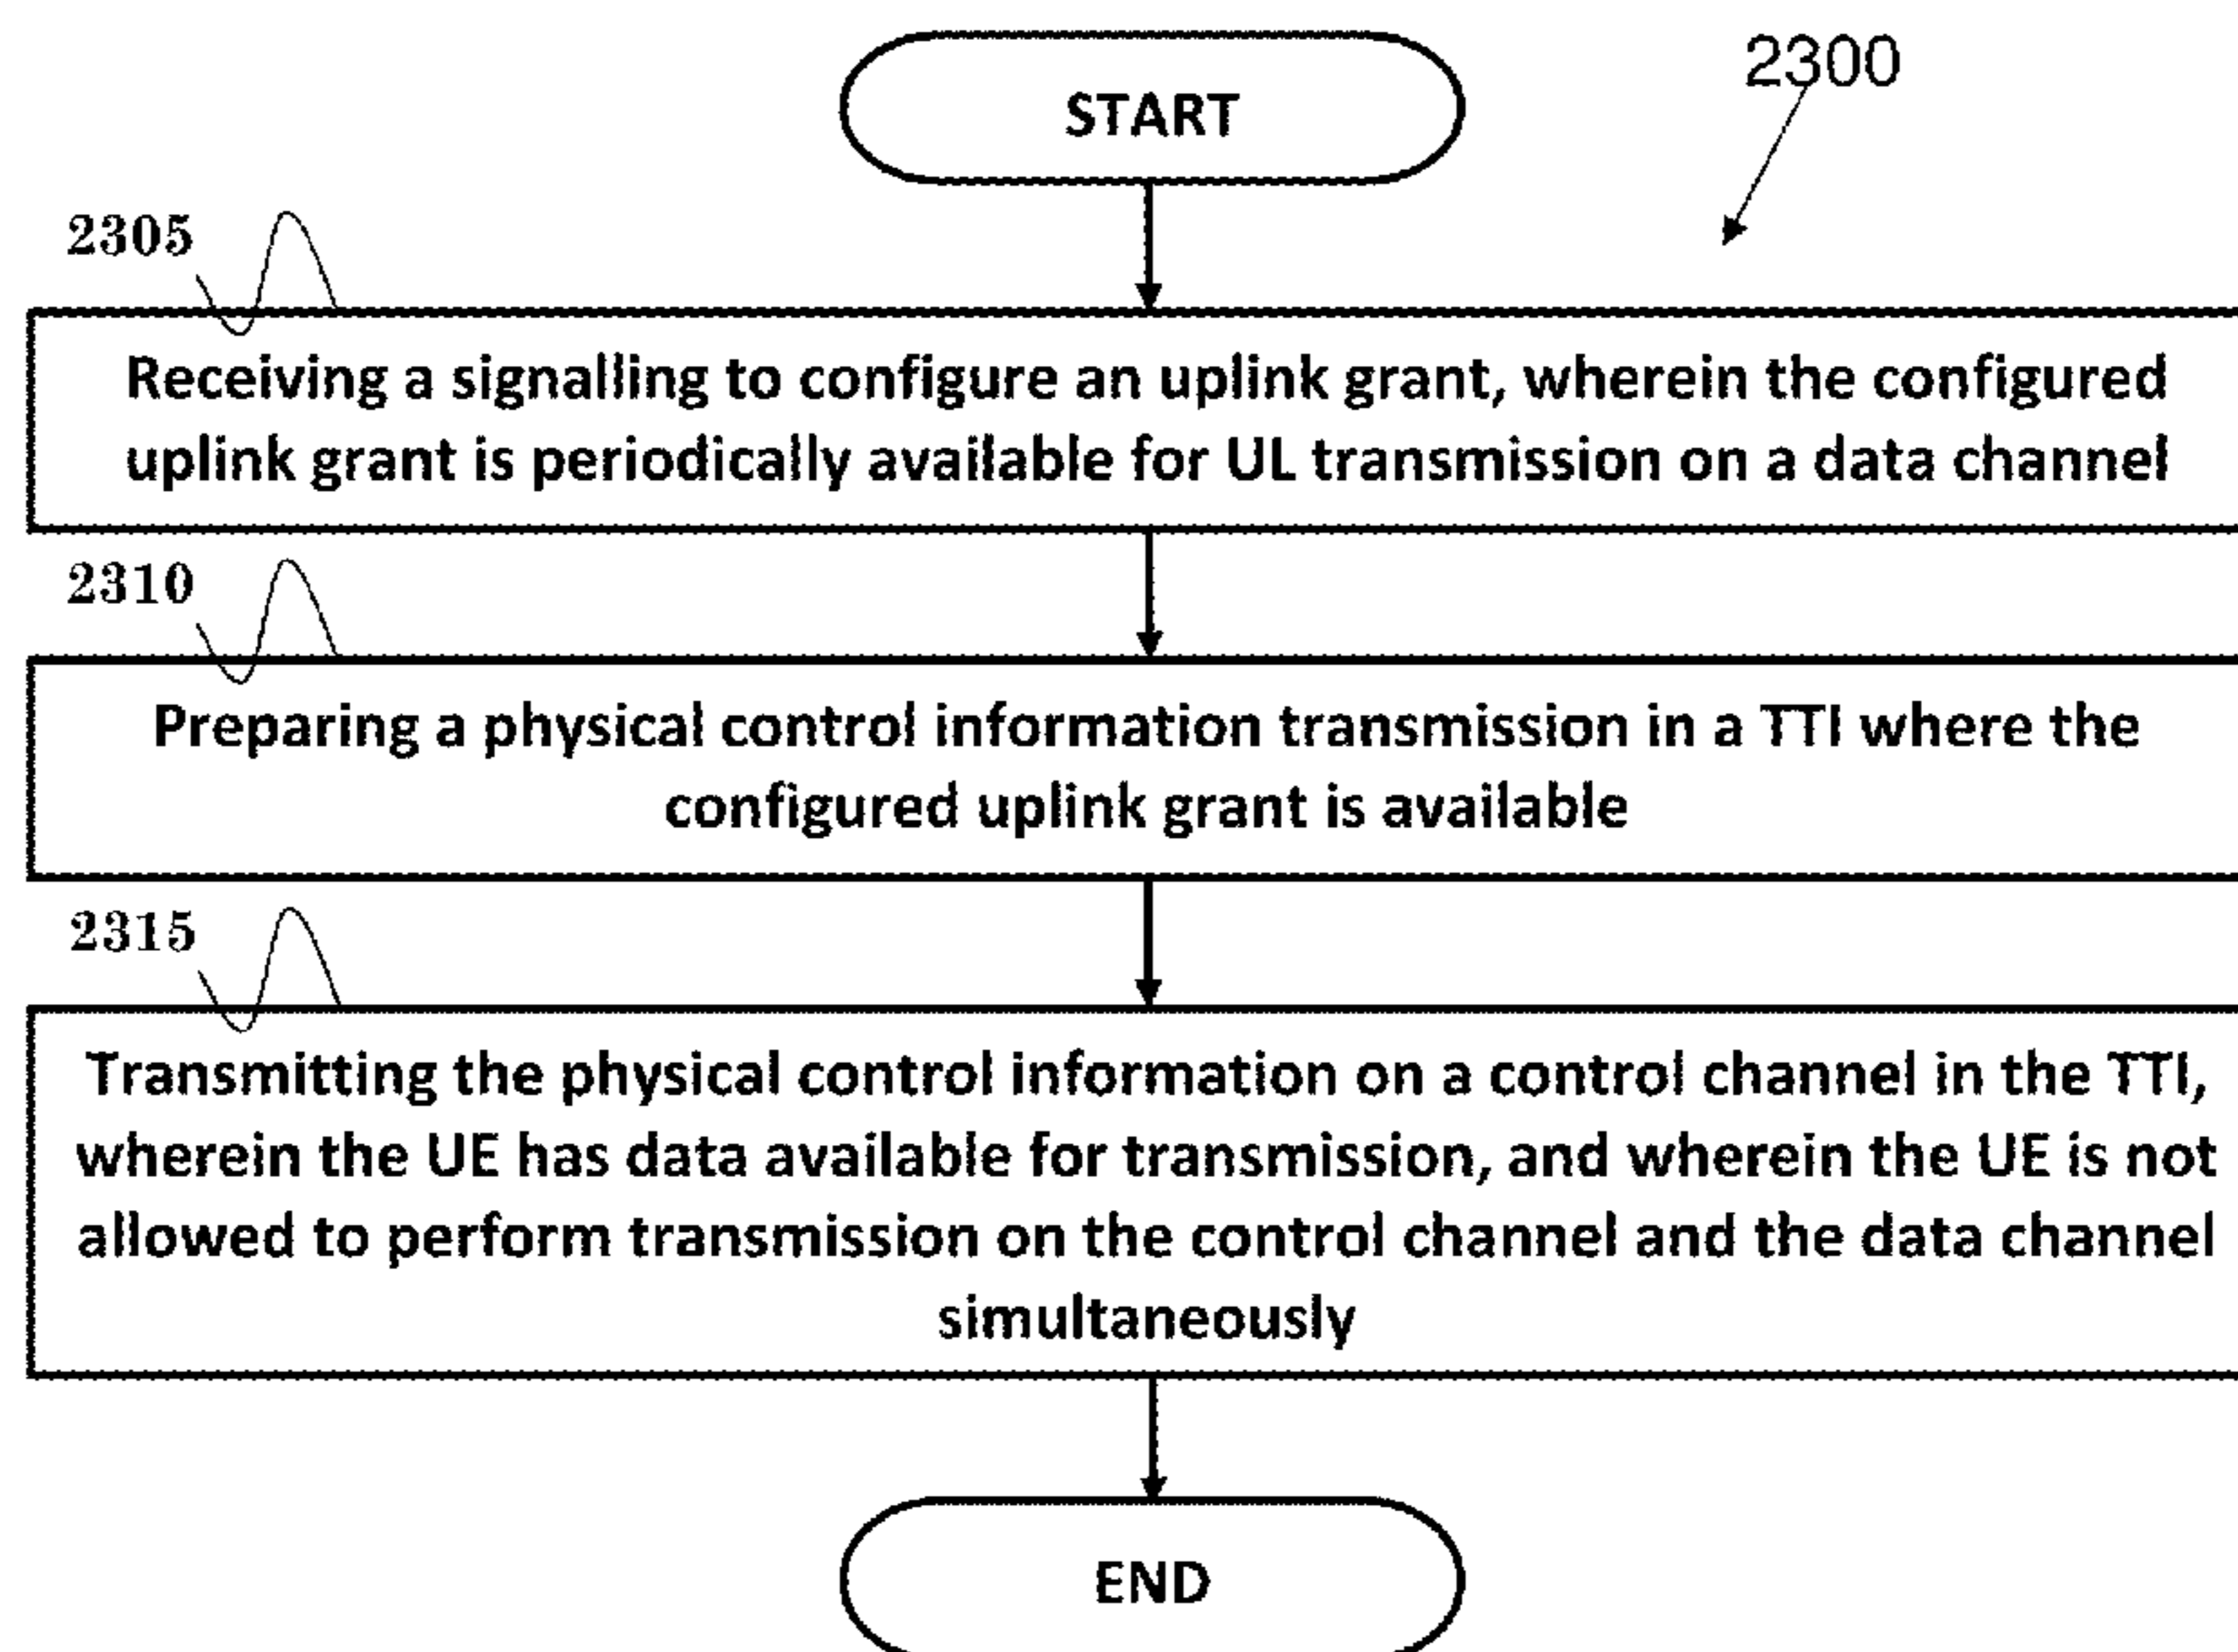 START
2300
2305
Receiving a signalling to configure an uplink grant, wherein the configured
uplink grant is periodically available for UL transmission on a data channel
2310
Preparing a physical control information transmission in a TTI where the
configured uplink grant is available
2315
Transmitting the physical control information on a control channel in the TTI,
wherein the UE has data available for transmission, and wherein the UE is not
allowed to perform transmission on the control channel and the data channel
simultaneously
END